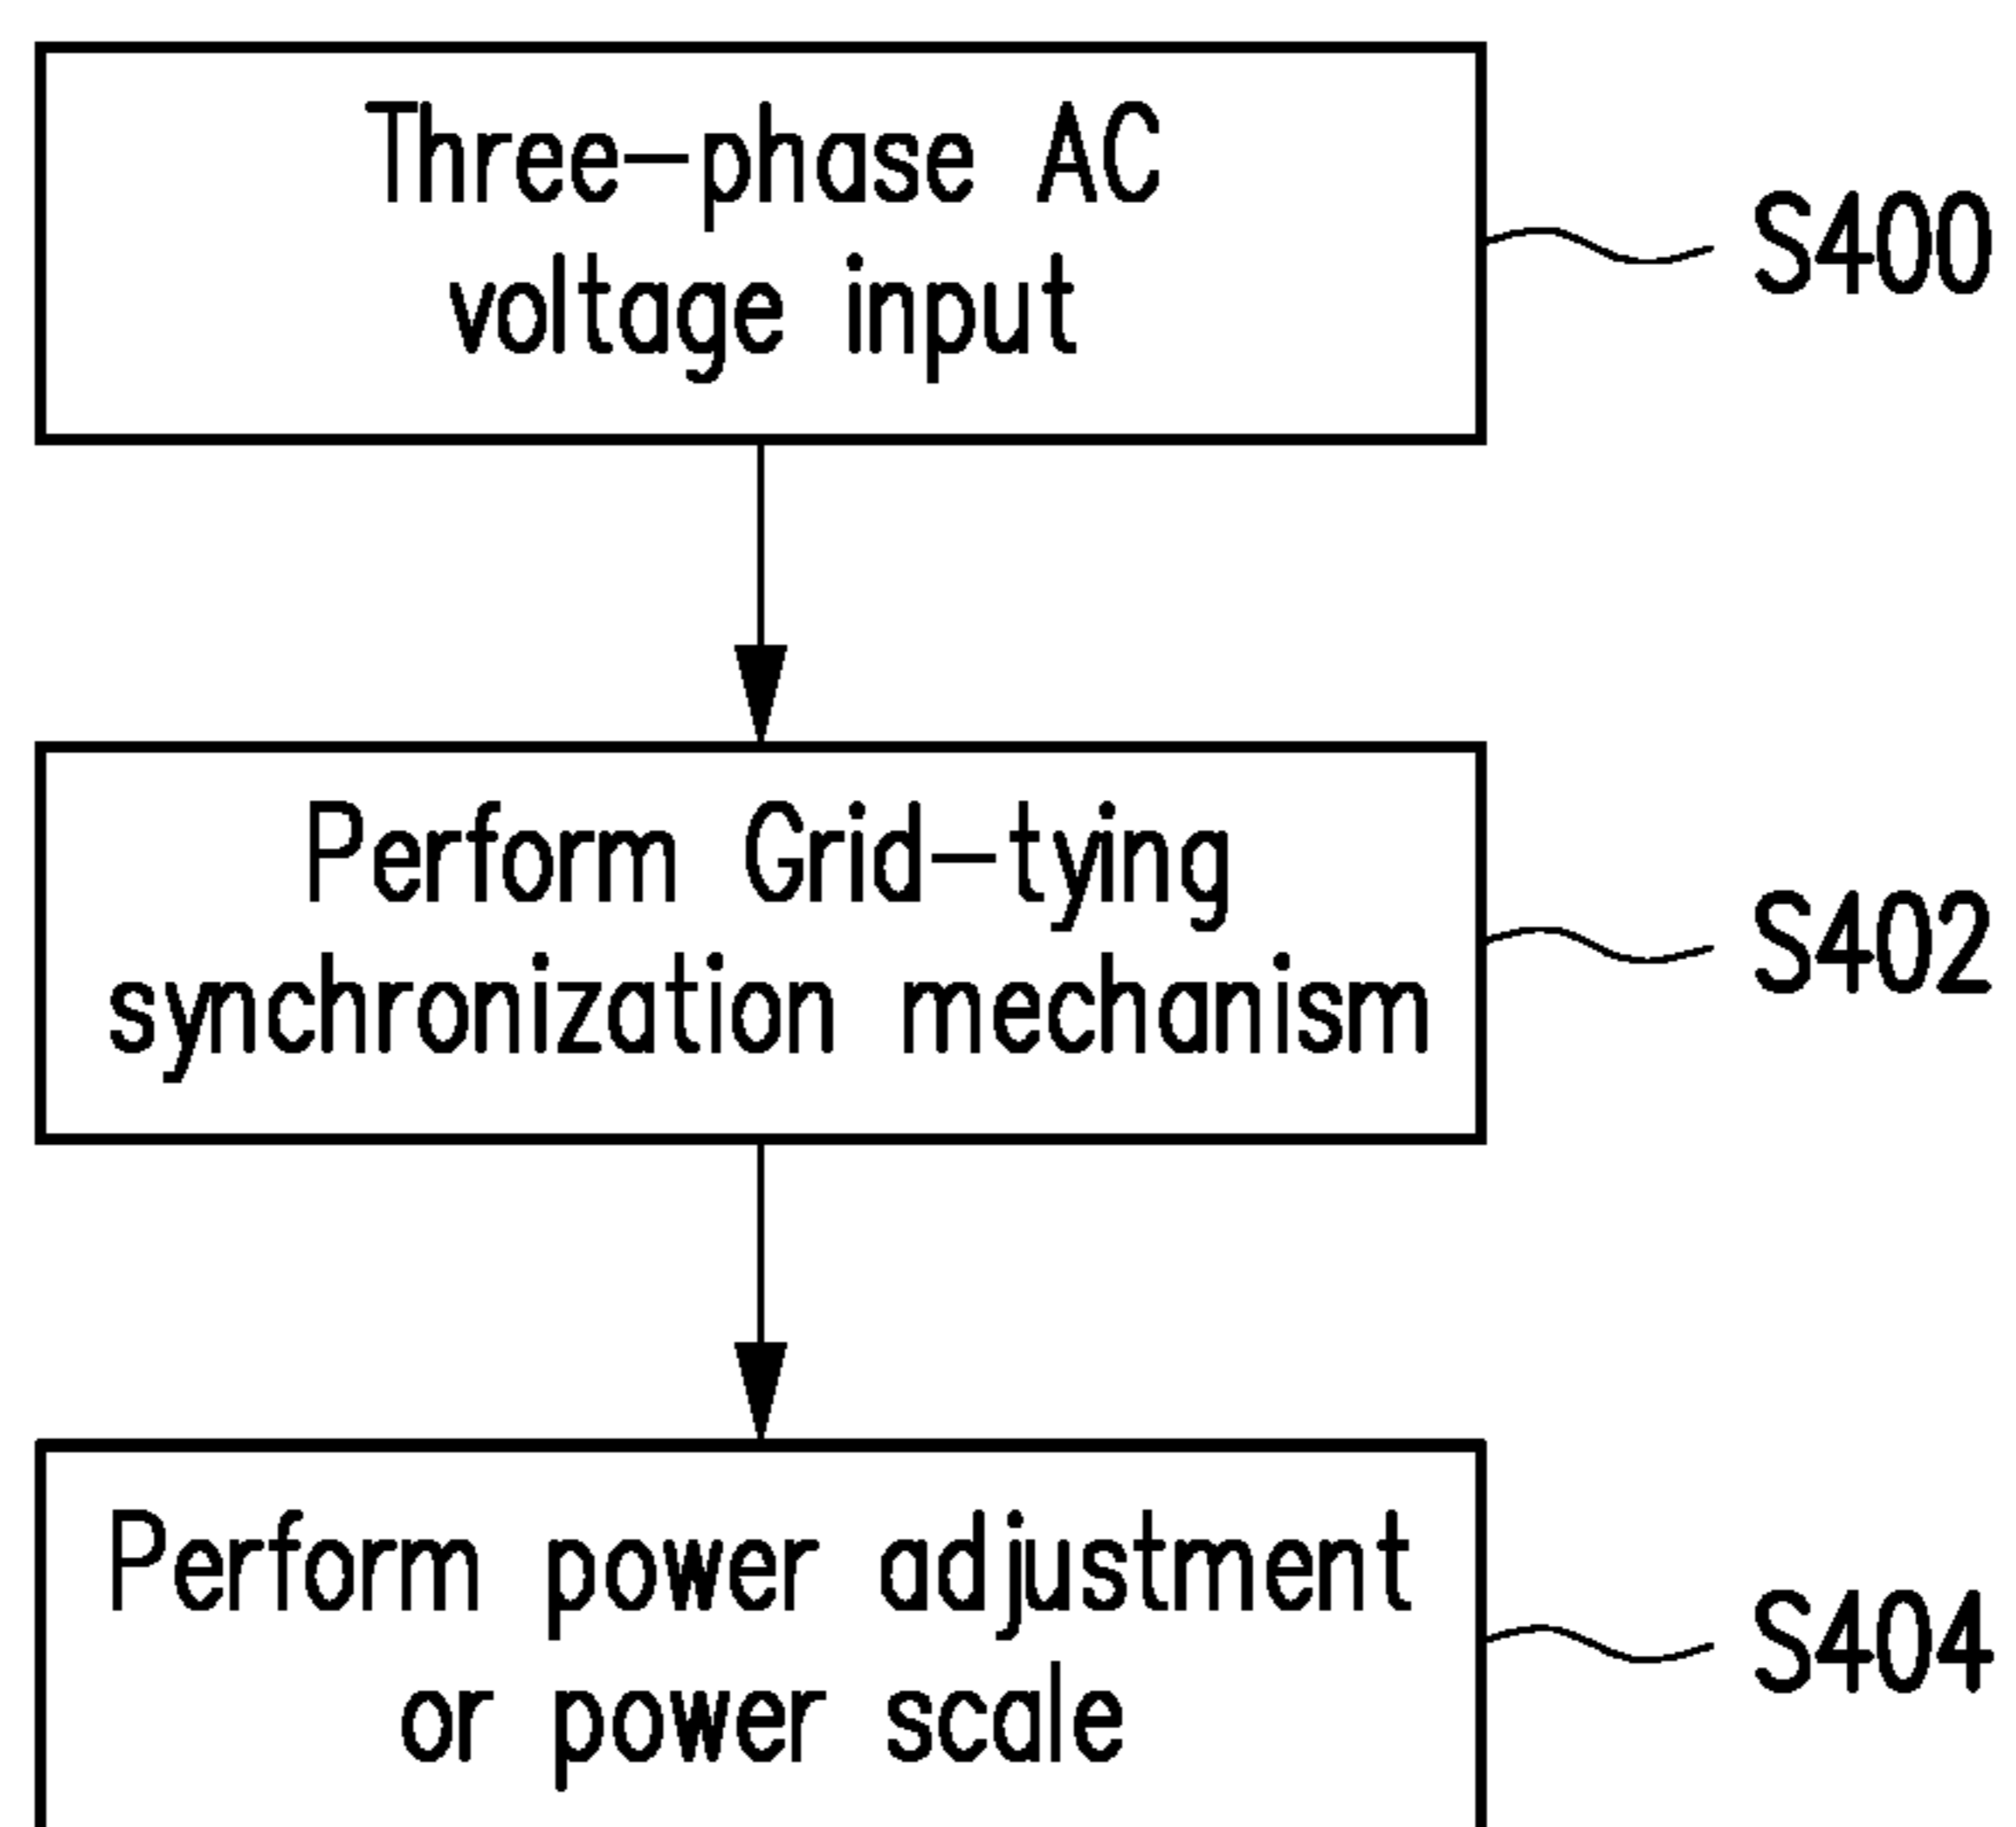 Three-phase AC
voltage input
S400
Perform Grid-tying
synchronization mechanism
S402
Perform power adjustment
or power scale
S404